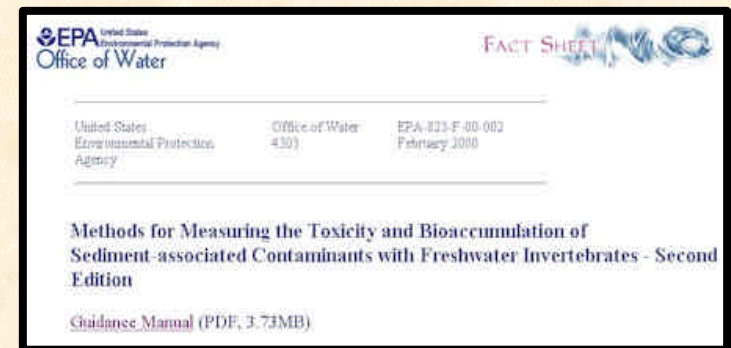 EPA United States
Environmental Protection Agency
Office of Water
FACT SHEET
United States
Environmental Protection
Agency
Office of Water
4303
EPA-823-F-00-002
February 2000
Methods for Measuring the Toxicity and Bioaccumulation of
Sediment-associated Contaminants with Freshwater Invertebrates - Second
Edition
Guidance Manual (PDF, 3.73MB)